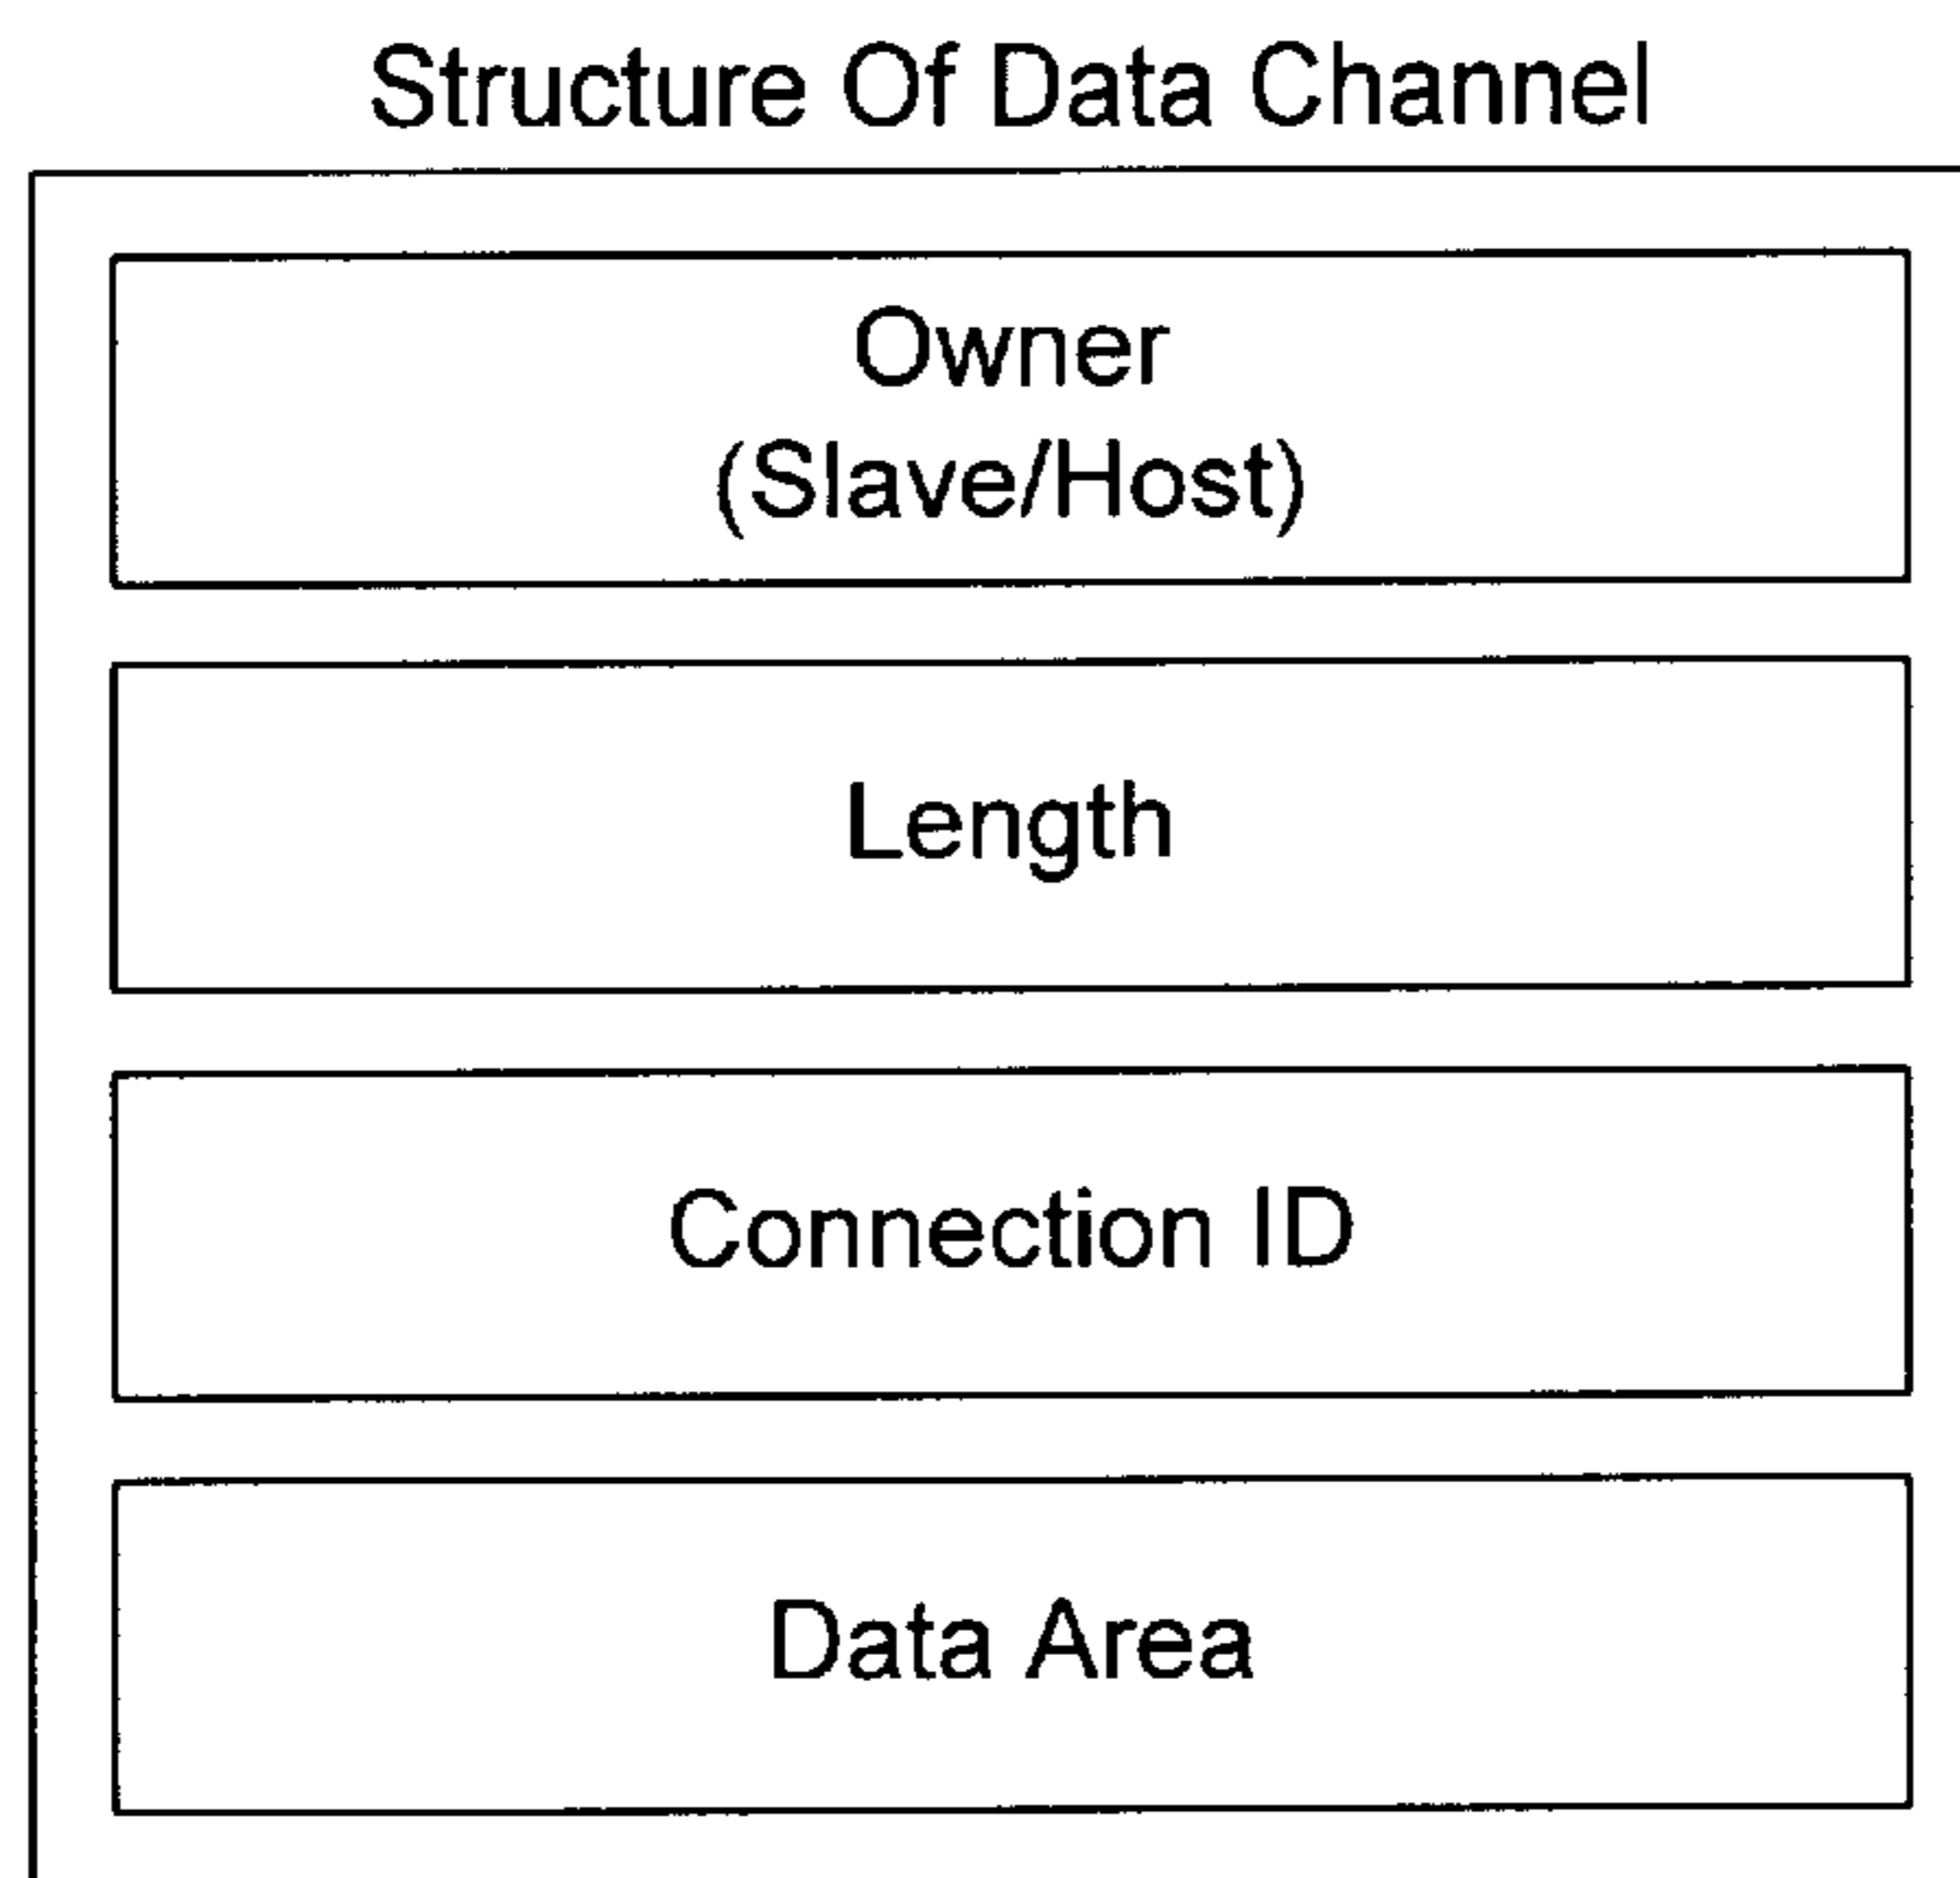 Structure Of Data Channel
Owner
(Slave/Host)
Length
Connection ID
Data Area